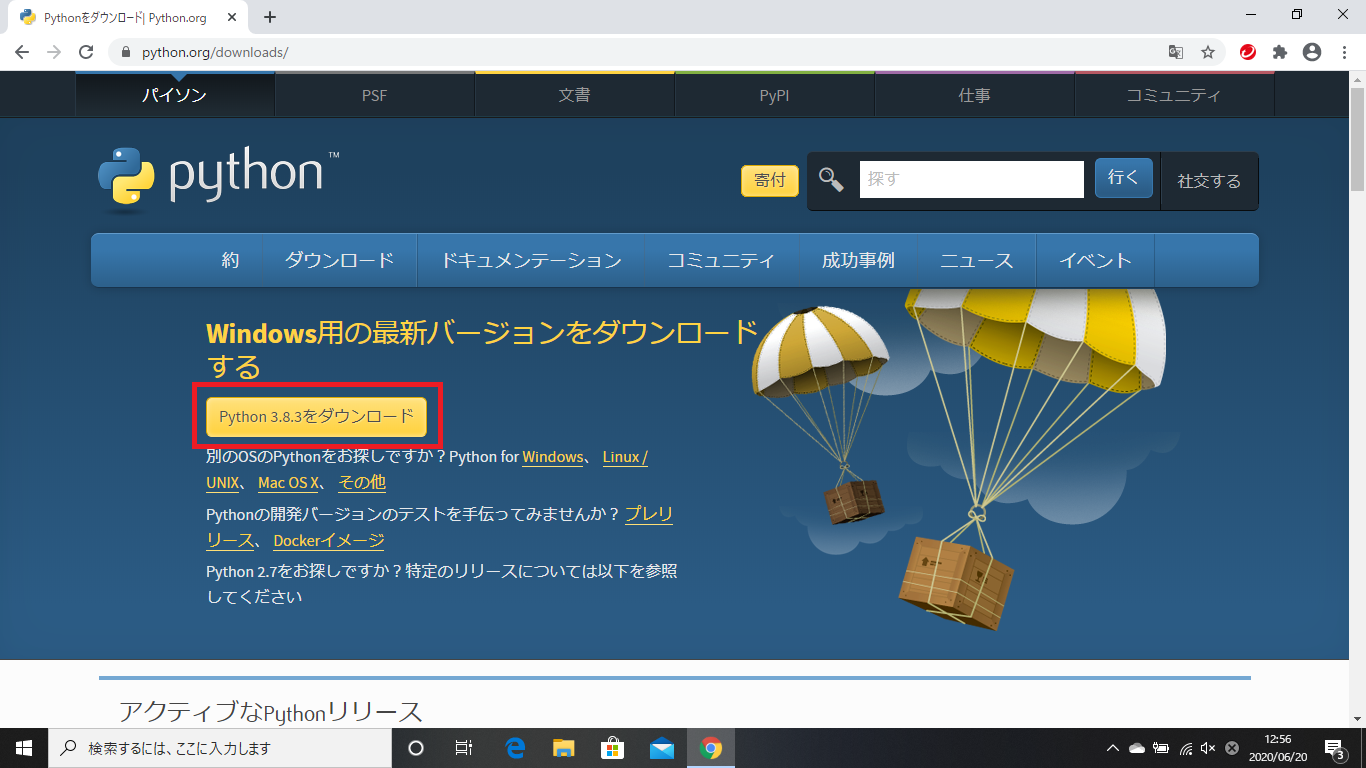 Pythonをダウンロード| Python.org
python.org/downloads/
パイソン
PSF
文書
PyPI
仕事
コミュニティ
python™
寄付
探す
行く
社交する
約
ダウンロード
ドキュメンテーション
コミュニティ
成功事例
ニュース
イベント
Windows用の最新バージョンをダウンロード
する
Python 3.8.3をダウンロード
別のOSのPythonをお探しですか？Python for Windows、 Linux /
UNIX、 Mac OS X、 その他
Pythonの開発バージョンのテストを手伝ってみませんか？ プレリ
リース、 Dockerイメージ
Python 2.7をお探しですか？特定のリリースについては以下を参照
してください
アクティブなPythonリリース
検索するには、ここに入力します
12:56
2020/06/20
3